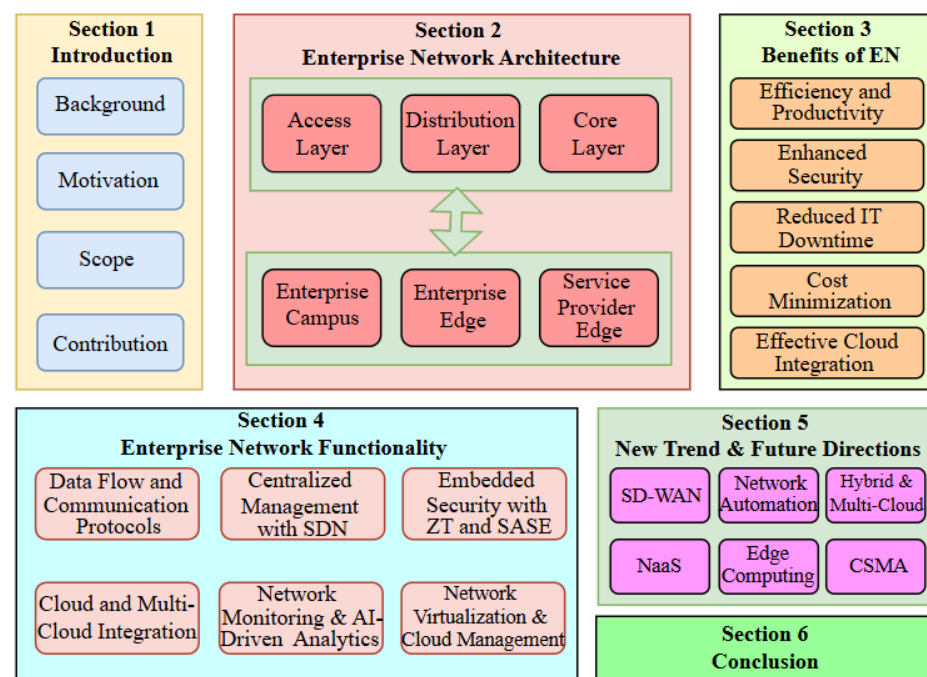 Section 1
Introduction
Background
Motivation
Scope
Contribution
Section 2
Enterprise Network Architecture
Access
Layer
Distribution
Layer
Core
Layer
Enterprise
Campus
Enterprise
Edge
Service
Provider
Edge
Section 3
Benefits of EN
Efficiency and
Productivity
Enhanced
Security
Reduced IT
Downtime
Cost
Minimization
Effective Cloud
Integration
Section 4
Enterprise Network Functionality
Data Flow and
Communication
Protocols
Centralized
Management
with SDN
Embedded
Security with
ZT and SASE
Cloud and Multi-
Cloud Integration
Network
Monitoring & AI-
Driven Analytics
Network
Virtualization &
Cloud Management
Section 5
New Trend & Future Directions
SD-WAN
Network
Automation
Hybrid &
Multi-Cloud
NaaS
Edge
Computing
CSMA
Section 6
Conclusion